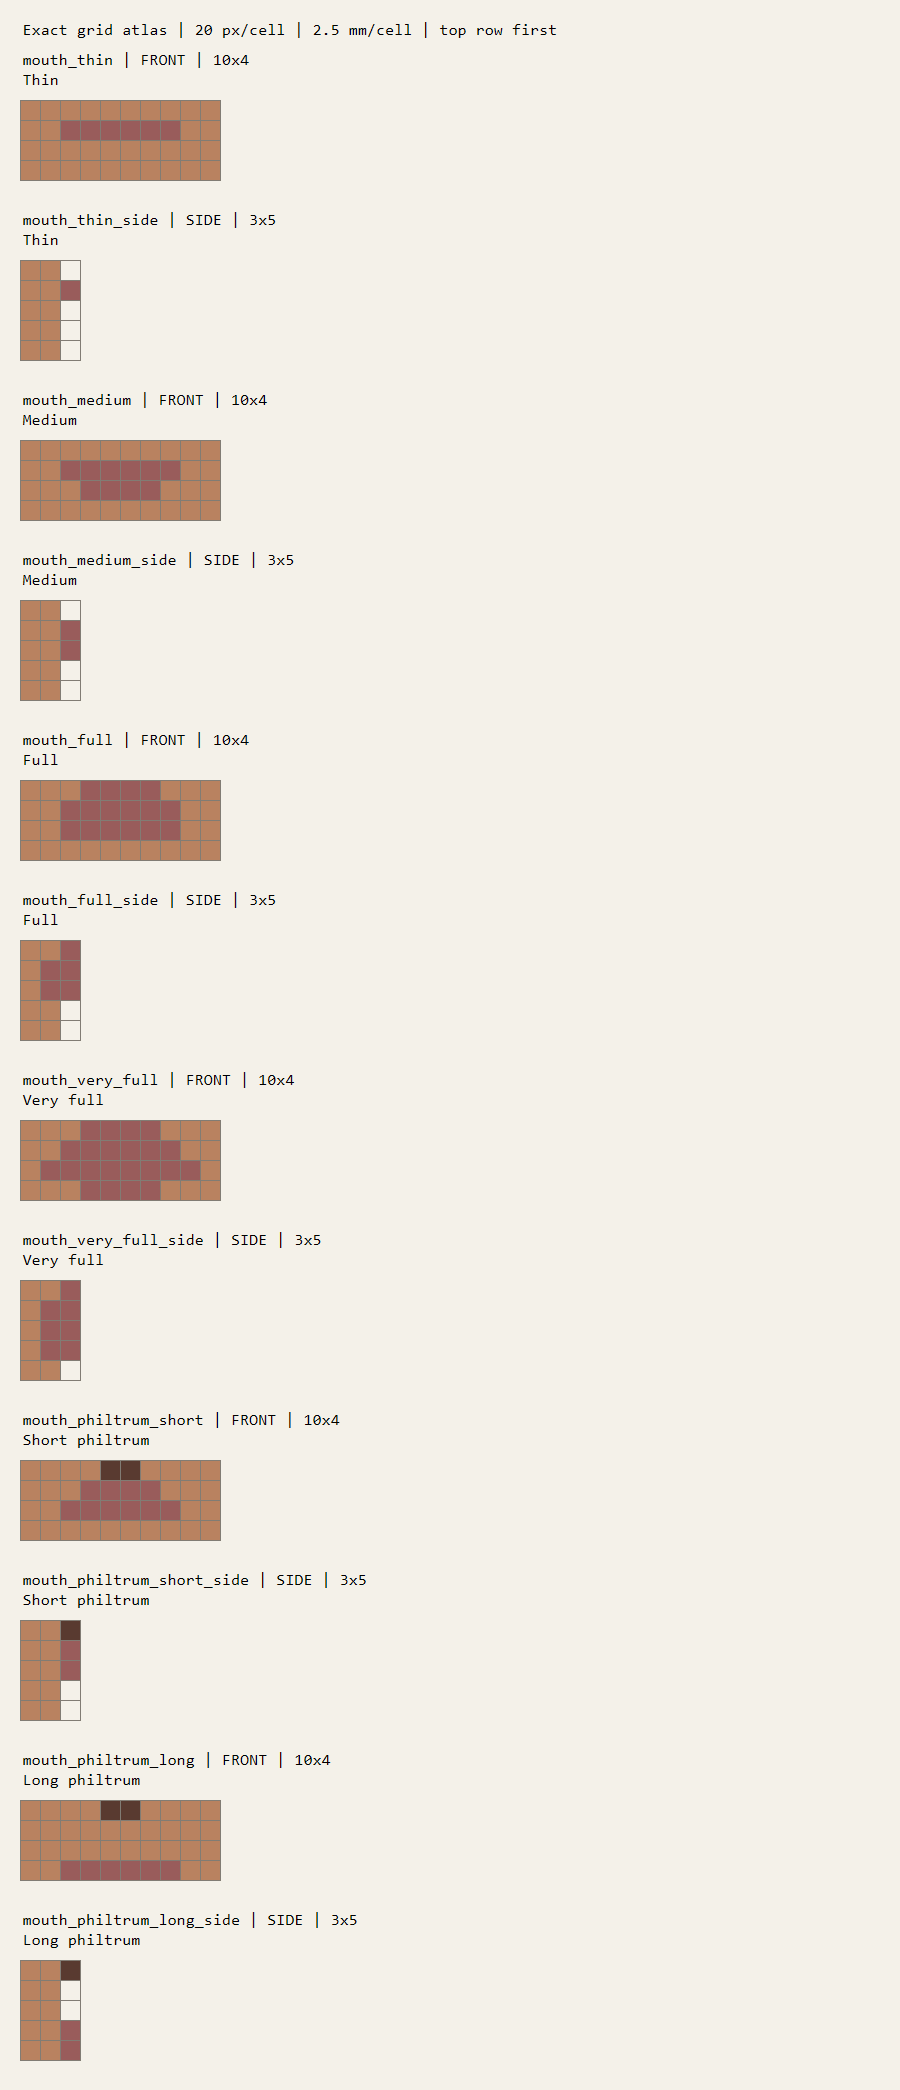 Exact grid atlas | 20 px/cell | 2.5 mm/cell | top row first
mouth_thin | FRONT | 10x4
Thin
mouth_thin_side | SIDE | 3x5
Thin
mouth_medium | FRONT | 10x4
Medium
mouth_medium_side | SIDE | 3x5
Medium
mouth_full | FRONT | 10x4
Full
mouth_full_side | SIDE | 3x5
Full
mouth_very_full | FRONT | 10x4
Very full
mouth_very_full_side | SIDE | 3x5
Very full
mouth_philtrum_short | FRONT | 10x4
Short philtrum
mouth_philtrum_short_side | SIDE | 3x5
Short philtrum
mouth_philtrum_long | FRONT | 10x4
Long philtrum
mouth_philtrum_long_side | SIDE | 3x5
Long philtrum